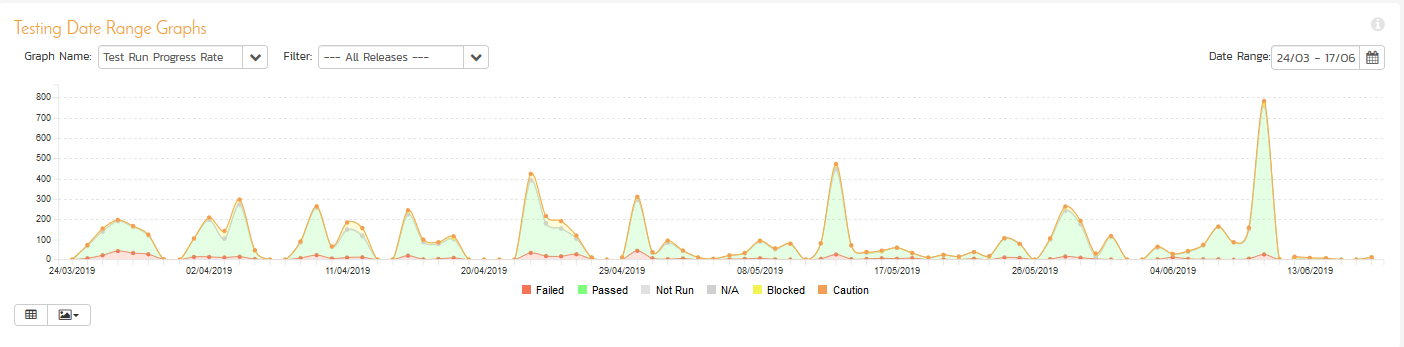 Testing Date Range Graphs
Graph Name: Test Run Progress Rate Filter: --- All Releases --- Date Range: 24/03 - 17/06
800
700
600
500
400
300
200
100
0
24/03/2019 02/04/2019 11/04/2019 20/04/2019 29/04/2019 08/05/2019 17/05/2019 26/05/2019 04/06/2019 13/06/2019
Failed Passed Not Run N/A Blocked Caution